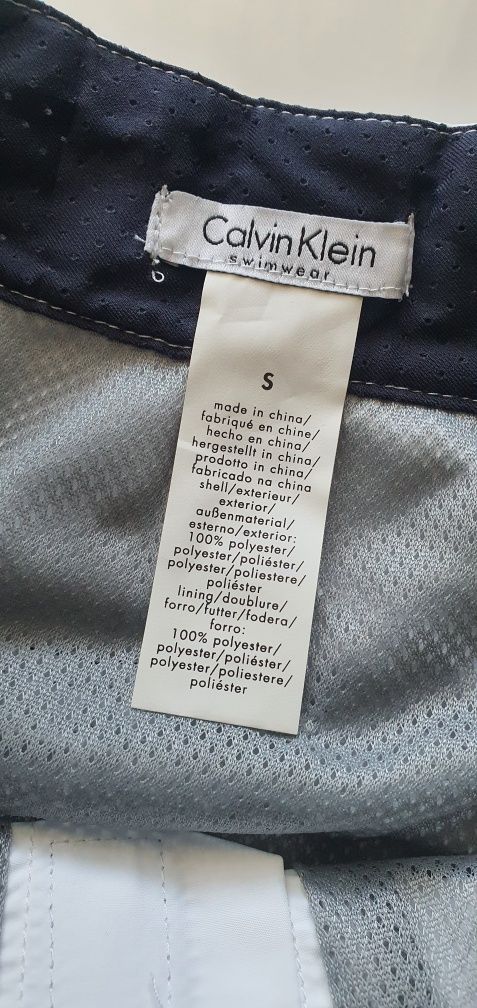 Calvin Klein
swimwear
S
made in china/
fabriqué en chine/
hecho en china/
hergestellt in china/
prodotto in china/
fabricado na china
shell/exterieur/
exterior/
außenmaterial/
esterno/exterior:
100% polyester/
polyester/poliéster/
polyester/poliestere/
poliéster
lining/doublure/
forro/futter/fodera/
forro:
100% polyester/
polyester/poliéster/
polyester/poliestere/
poliéster